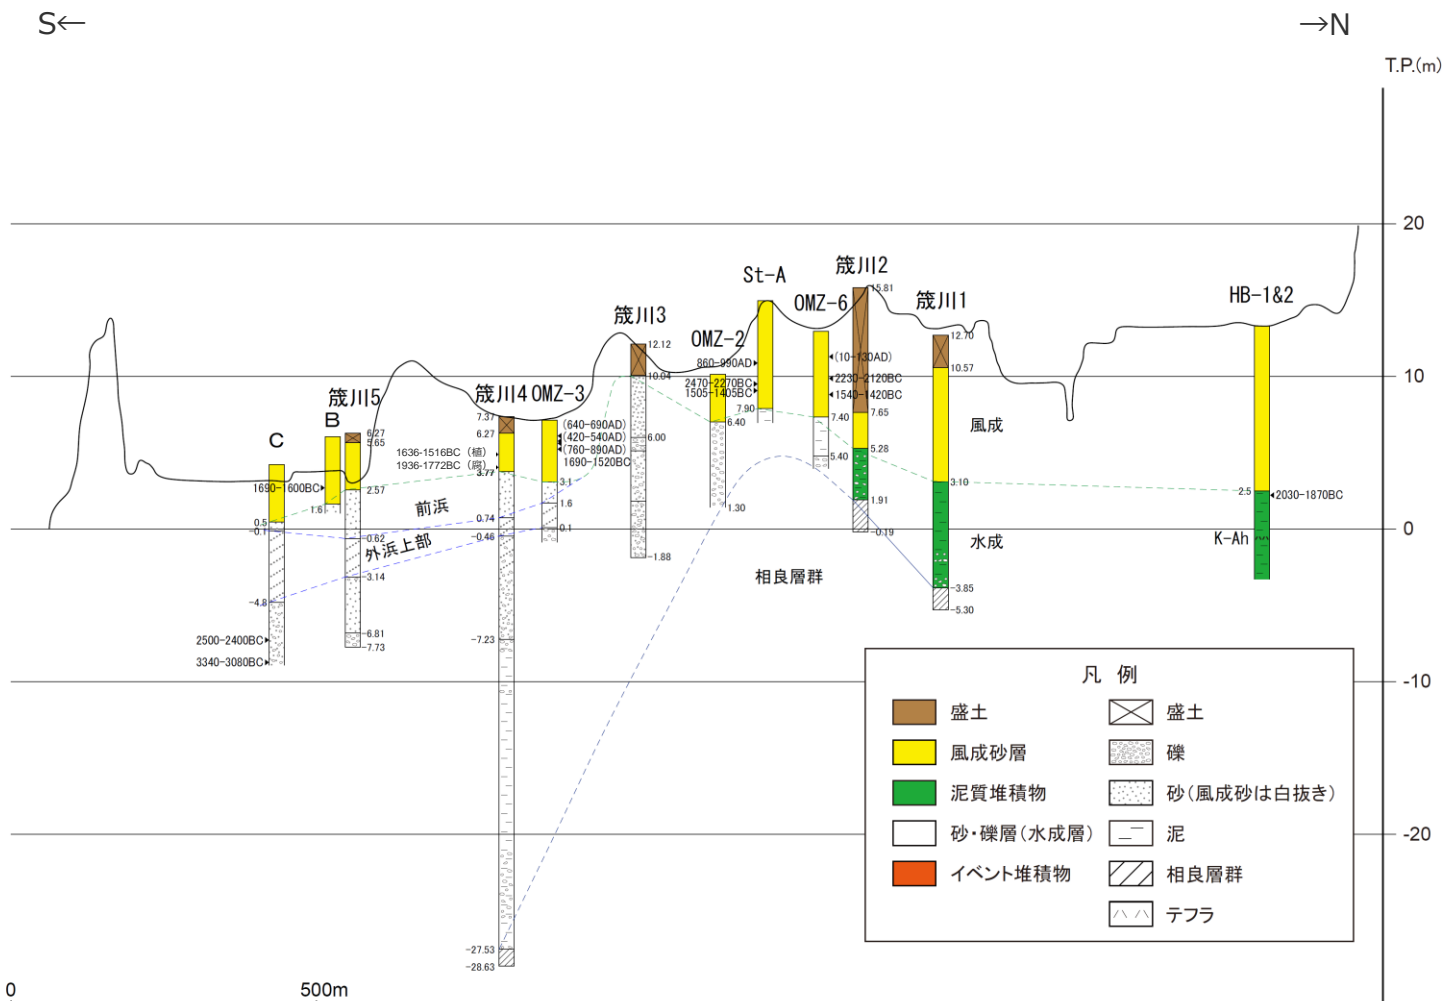 S←
→N
T.P.(m)
20
10
0
-10
-20
C
0.5
-0.1
-4.8
2500-2400BC
3340-3080BC
B
1690-1600BC
1.6
筬川5
6.27
5.65
2.57
-0.62
-3.14
-6.81
-7.73
前浜
外浜上部
筬川4
7.37
6.27
1636-1516BC（植）
1936-1772BC（腐）
3.77
0.74
-0.46
-7.23
-27.53
-28.63
OMZ-3
(640-690AD)
(420-540AD)
(760-890AD)
1690-1520BC
3.1
1.6
0.1
筬川3
12.12
10.04
6.00
-1.88
OMZ-2
6.40
1.30
St-A
860-990AD
2470-2270BC
1505-1405BC
7.90
OMZ-6
(10-130AD)
2230-2120BC
1540-1420BC
7.40
5.40
筬川2
15.81
7.65
5.28
1.91
-0.19
筬川1
12.70
10.57
3.10
-3.85
-5.30
風成
水成
相良層群
HB-1&2
2.5
2030-1870BC
K-Ah
凡 例
盛土
盛土
風成砂層
礫
泥質堆積物
砂（風成砂は白抜き）
砂・礫層（水成層）
泥
イベント堆積物
相良層群
テフラ
0
500m